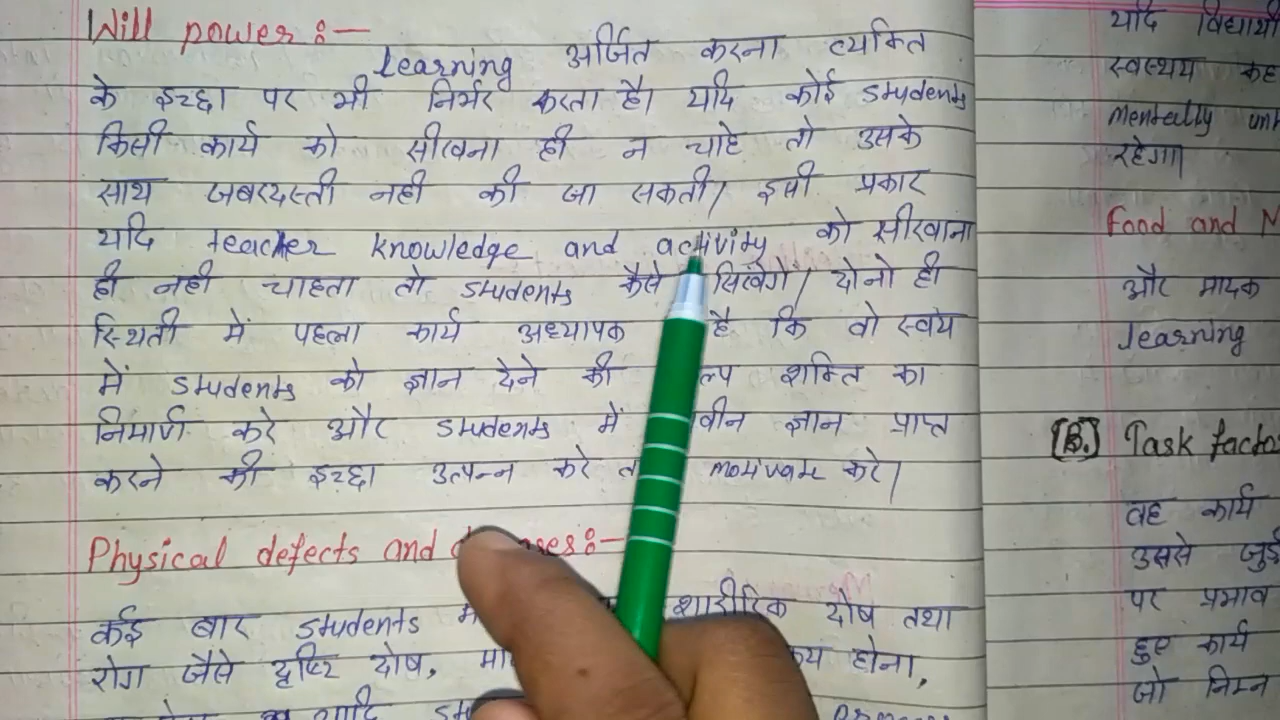 Will power :-
learning अर्जित करना व्यक्ति
के इच्छा पर भी निर्भर करता है। यदि कोई students
किसी कार्य को सीखना ही न चाहे तो उसके
साथ जबरदस्ती नही की जा सकती। इसी प्रकार
यदि teacher knowledge and activity को सीखाना
ही नही चाहता तो students कैसे सिखेगें। दोनो ही
स्थिती में पहला कार्य अध्यापक है कि वो स्वयं
में students को ज्ञान देने की ल्प शक्ति का
निमार्ण करे और students में वीन ज्ञान प्राप्त
करने की इच्छा उत्पन्न करे त motivate करे।
Physical defects and :-
कई बार students में शारीरिक दोष तथा
रोग जैसे दृष्टि दोष, होना,
यदि विद्यार्थी
स्वस्थय
mentally
रहेगा।
Food and
और मादक
learning
(B.) Task facto
वह कार्य
उससे जुड़
पर प्रभाव
हुए कार्य
जो निम्न